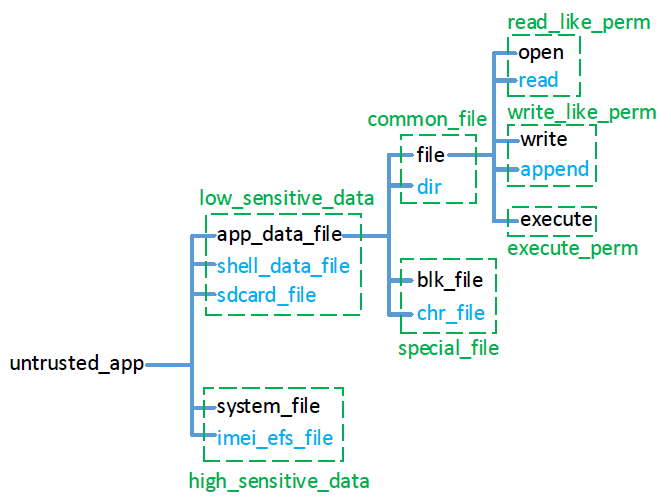 read_like_perm
open
read
write_like_perm
common_file
write
file
append
dir
low_sensitive_data
execute
app_data_file
execute_perm
shell_data_file
blk_file
sdcard_file
chr_file
special_file
untrusted_app
system_file
imei_efs_file
high_sensitive_data